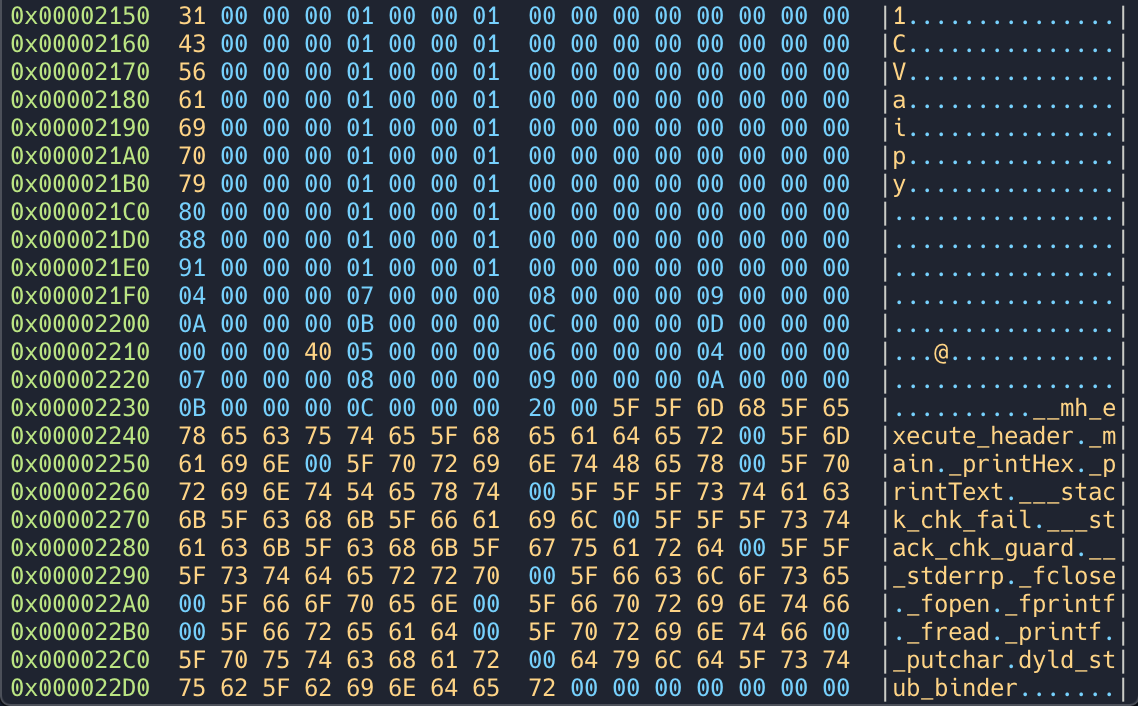 0x00002150 31 00 00 00 01 00 00 01 00 00 00 00 00 00 00 00 |1...............|
0x00002160 43 00 00 00 01 00 00 01 00 00 00 00 00 00 00 00 |C...............|
0x00002170 56 00 00 00 01 00 00 01 00 00 00 00 00 00 00 00 |V...............|
0x00002180 61 00 00 00 01 00 00 01 00 00 00 00 00 00 00 00 |a...............|
0x00002190 69 00 00 00 01 00 00 01 00 00 00 00 00 00 00 00 |i...............|
0x000021A0 70 00 00 00 01 00 00 01 00 00 00 00 00 00 00 00 |p...............|
0x000021B0 79 00 00 00 01 00 00 01 00 00 00 00 00 00 00 00 |y...............|
0x000021C0 80 00 00 00 01 00 00 01 00 00 00 00 00 00 00 00 |................|
0x000021D0 88 00 00 00 01 00 00 01 00 00 00 00 00 00 00 00 |................|
0x000021E0 91 00 00 00 01 00 00 01 00 00 00 00 00 00 00 00 |................|
0x000021F0 04 00 00 00 07 00 00 00 08 00 00 00 09 00 00 00 |................|
0x00002200 0A 00 00 00 0B 00 00 00 0C 00 00 00 0D 00 00 00 |................|
0x00002210 00 00 00 40 05 00 00 00 06 00 00 00 04 00 00 00 |...@............|
0x00002220 07 00 00 00 08 00 00 00 09 00 00 00 0A 00 00 00 |................|
0x00002230 0B 00 00 00 0C 00 00 00 20 00 5F 5F 6D 68 5F 65 |..........__mh_e|
0x00002240 78 65 63 75 74 65 5F 68 65 61 64 65 72 00 5F 6D |xecute_header._m|
0x00002250 61 69 6E 00 5F 70 72 69 6E 74 48 65 78 00 5F 70 |ain._printHex._p|
0x00002260 72 69 6E 74 54 65 78 74 00 5F 5F 5F 73 74 61 63 |rintText.___stac|
0x00002270 6B 5F 63 68 6B 5F 66 61 69 6C 00 5F 5F 5F 73 74 |k_chk_fail.___st|
0x00002280 61 63 6B 5F 63 68 6B 5F 67 75 61 72 64 00 5F 5F |ack_chk_guard.__|
0x00002290 5F 73 74 64 65 72 72 70 00 5F 66 63 6C 6F 73 65 |_stderrp._fclose|
0x000022A0 00 5F 66 6F 70 65 6E 00 5F 66 70 72 69 6E 74 66 |._fopen._fprintf|
0x000022B0 00 5F 66 72 65 61 64 00 5F 70 72 69 6E 74 66 00 |._fread._printf.|
0x000022C0 5F 70 75 74 63 68 61 72 00 64 79 6C 64 5F 73 74 |_putchar.dyld_st|
0x000022D0 75 62 5F 62 69 6E 64 65 72 00 00 00 00 00 00 00 |ub_binder.......|